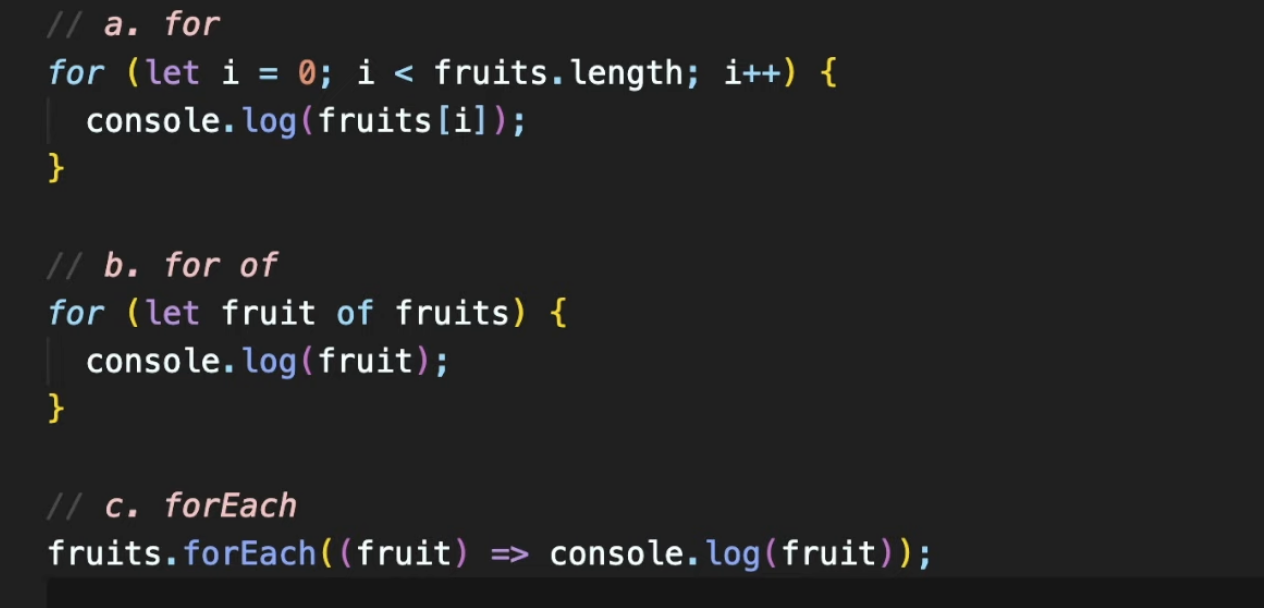 // a. for
for (let i = 0; i < fruits.length; i++) {
  console.log(fruits[i]);
}
// b. for of
for (let fruit of fruits) {
  console.log(fruit);
}
// c. forEach
fruits.forEach((fruit) => console.log(fruit));